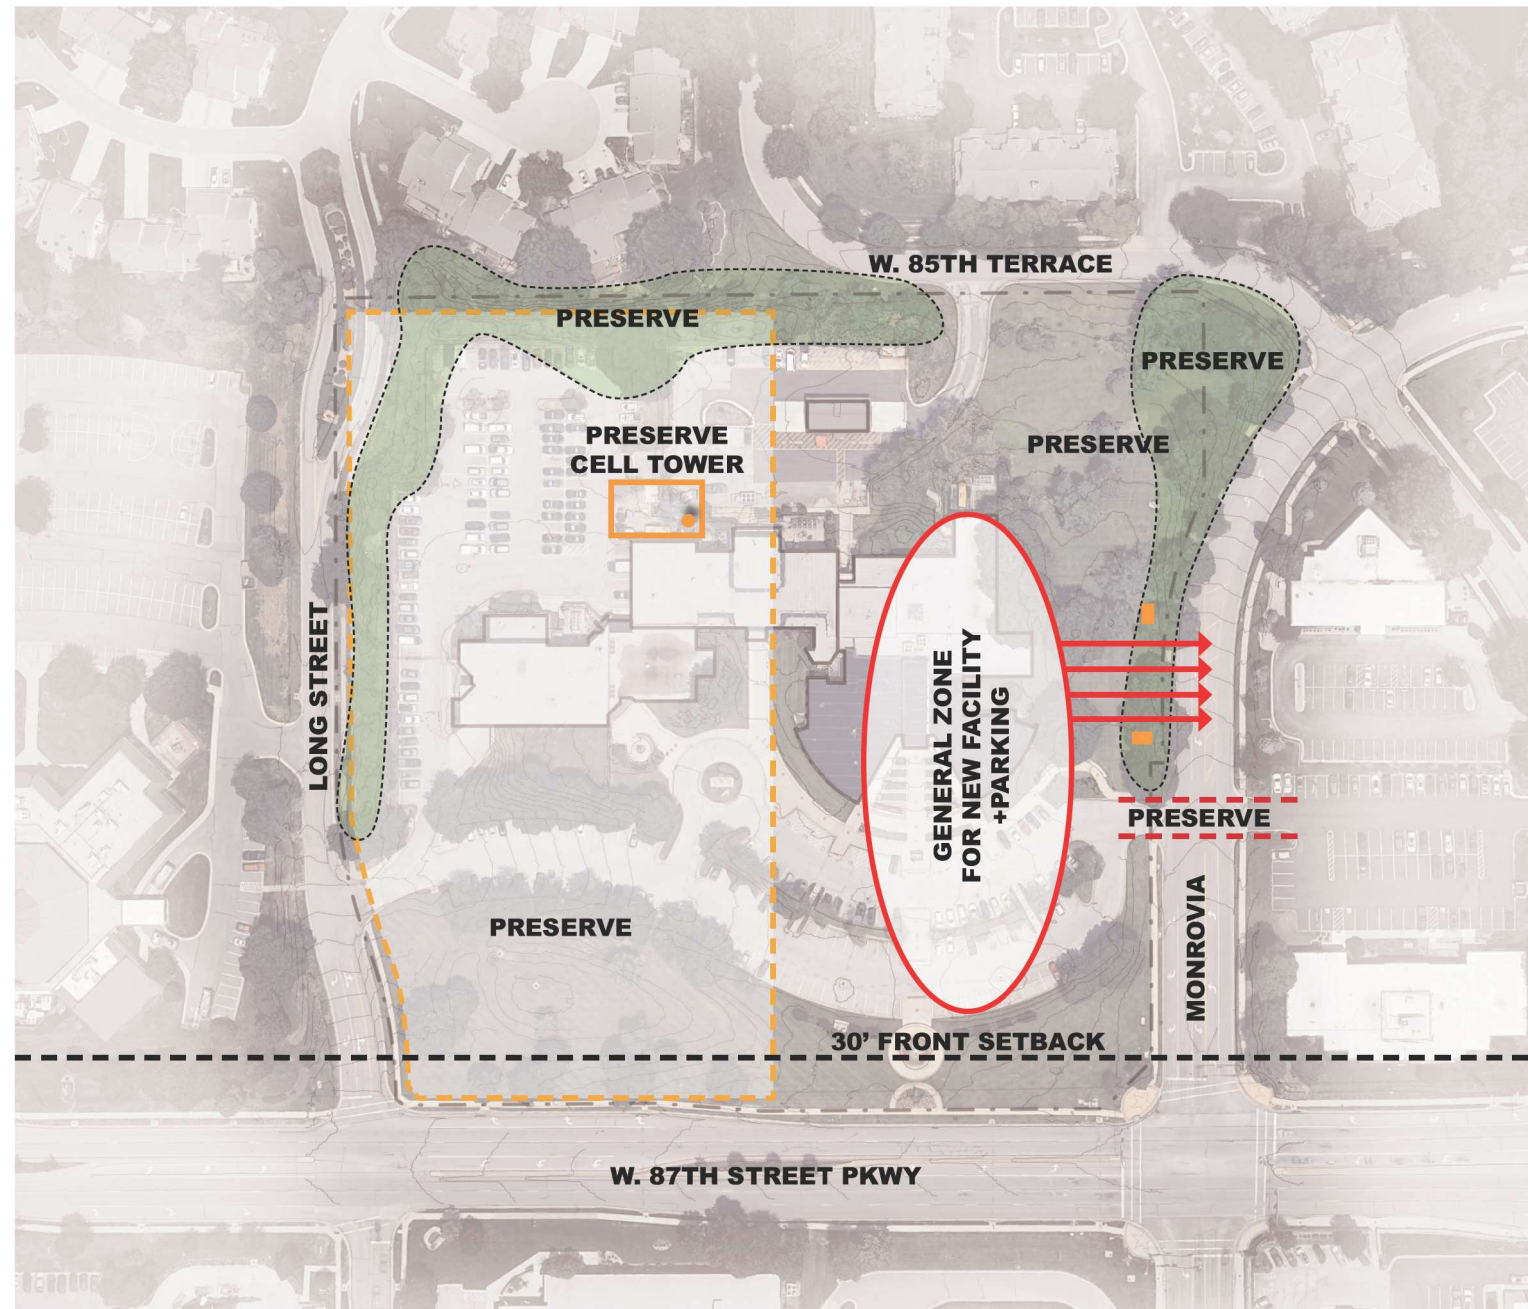 W. 85TH TERRACE
PRESERVE
PRESERVE
PRESERVE
PRESERVE
CELL TOWER
LONG STREET
GENERAL ZONE
FOR NEW FACILITY
+PARKING
PRESERVE
PRESERVE
MONROVIA
30’ FRONT SETBACK
W. 87TH STREET PKWY